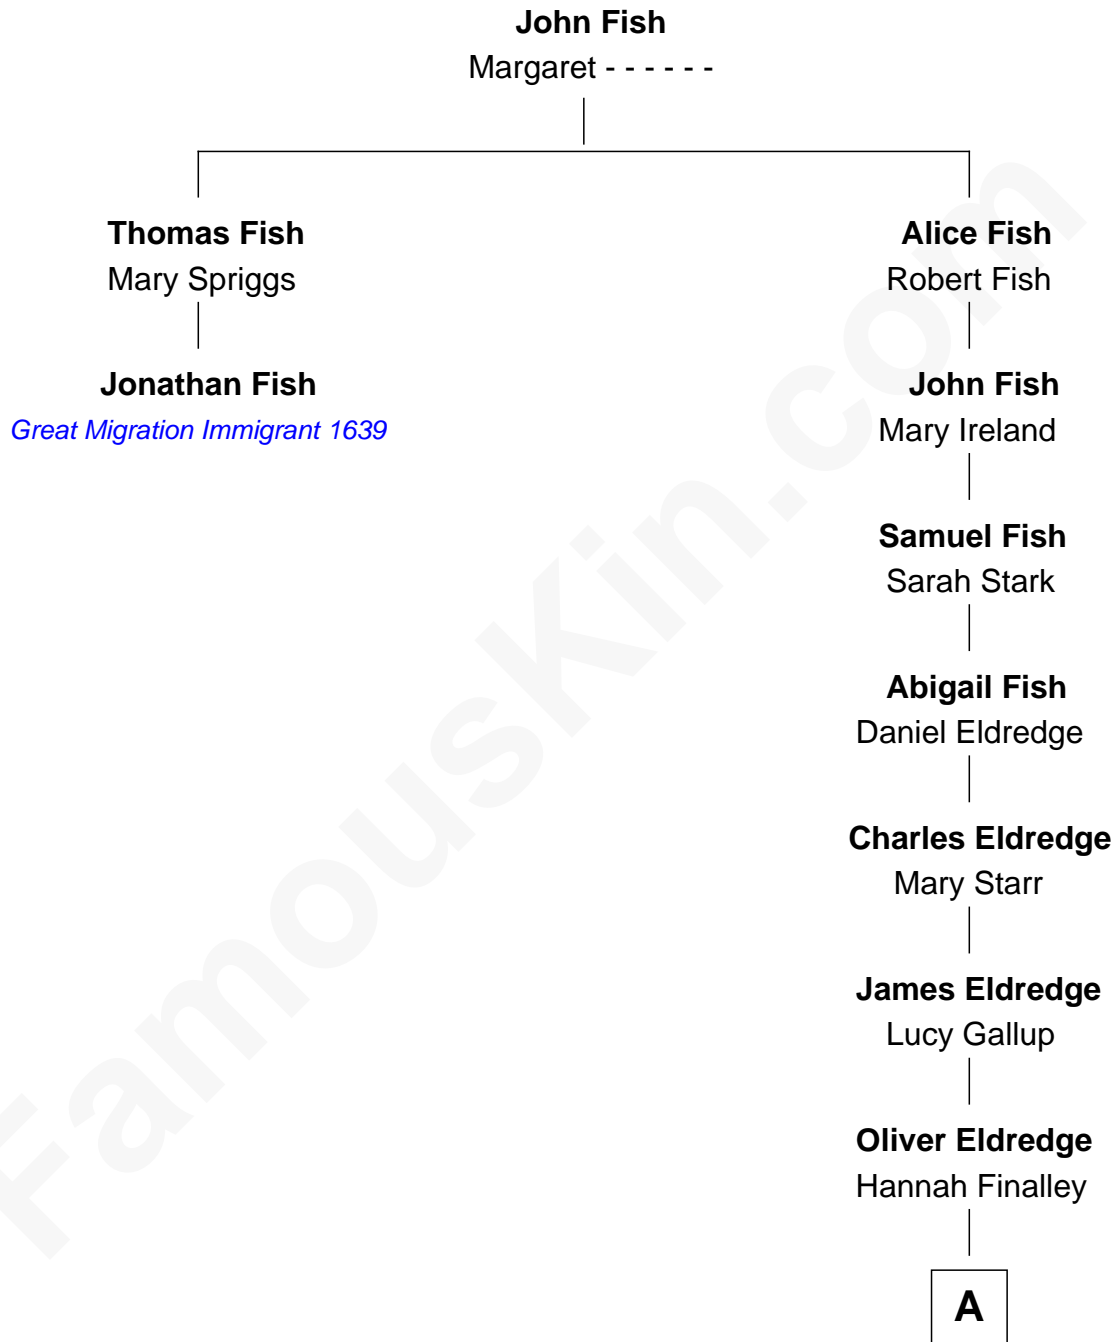 John Fish
Margaret - - - - - -
Thomas Fish
Mary Spriggs
Jonathan Fish
Great Migration Immigrant 1639
Alice Fish
Robert Fish
John Fish
Mary Ireland
Samuel Fish
Sarah Stark
Abigail Fish
Daniel Eldredge
Charles Eldredge
Mary Starr
James Eldredge
Lucy Gallup
Oliver Eldredge
Hannah Finalley
A
FamousKin.com